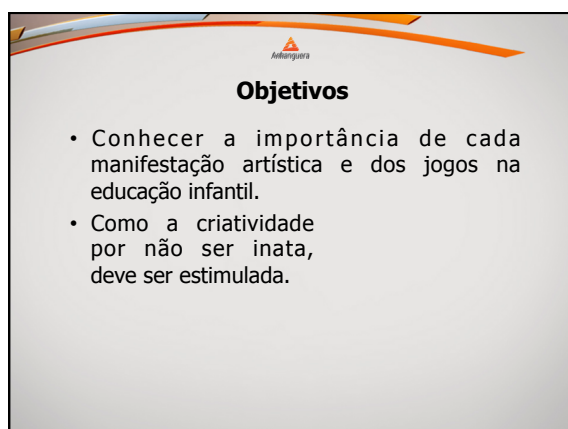 Anhanguera
Objetivos
• Conhecer a importância de cada
manifestação artística e dos jogos na
educação infantil.
• Como a criatividade
por não ser inata,
deve ser estimulada.